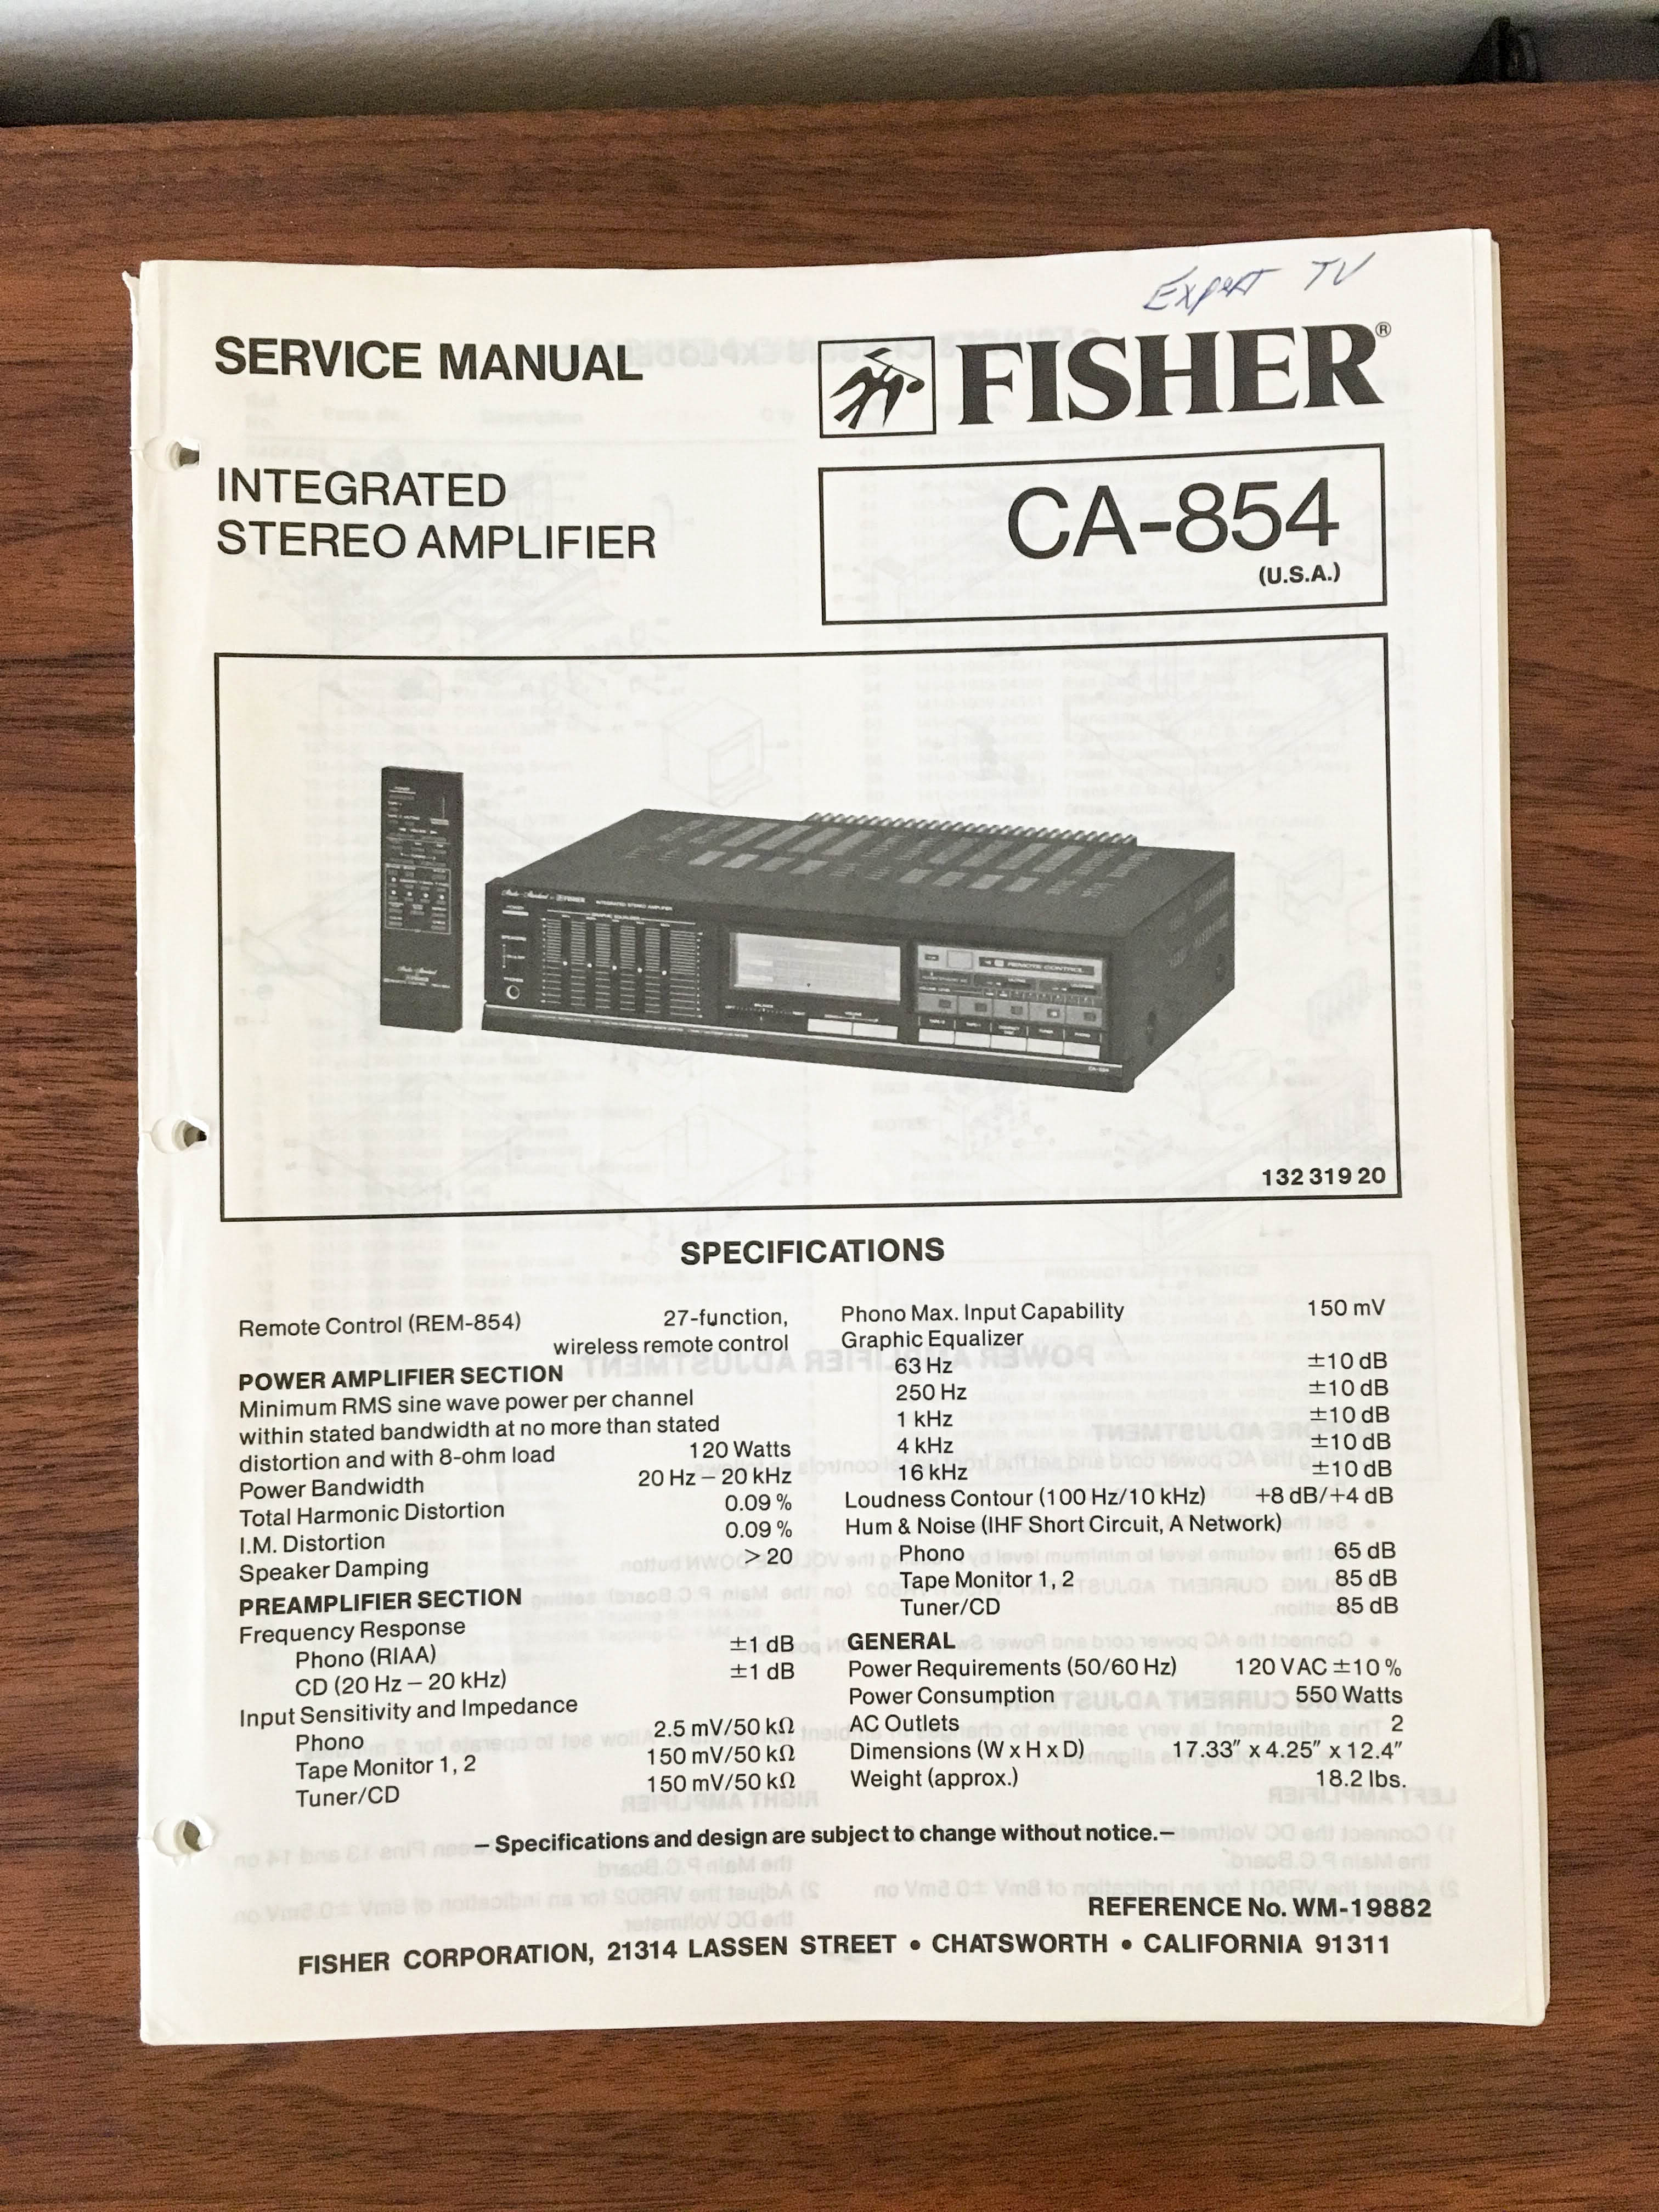 Expert TV
SERVICE MANUAL
FISHER®
INTEGRATED
STEREO AMPLIFIER
CA-854
(U.S.A.)
REMOTE CONTROL
132 319 20
SPECIFICATIONS
Remote Control (REM-854) 27-function,
wireless remote control
POWER AMPLIFIER SECTION
Minimum RMS sine wave power per channel
within stated bandwidth at no more than stated
distortion and with 8-ohm load 120 Watts
Power Bandwidth 20 Hz – 20 kHz
Total Harmonic Distortion 0.09 %
I.M. Distortion 0.09 %
Speaker Damping > 20
PREAMPLIFIER SECTION
Frequency Response
Phono (RIAA) ±1 dB
CD (20 Hz – 20 kHz) ±1 dB
Input Sensitivity and Impedance
Phono 2.5 mV/50 kΩ
Tape Monitor 1, 2 150 mV/50 kΩ
Tuner/CD 150 mV/50 kΩ
Phono Max. Input Capability 150 mV
Graphic Equalizer
63 Hz ±10 dB
250 Hz ±10 dB
1 kHz ±10 dB
4 kHz ±10 dB
16 kHz ±10 dB
Loudness Contour (100 Hz/10 kHz) +8 dB/+4 dB
Hum & Noise (IHF Short Circuit, A Network)
Phono 65 dB
Tape Monitor 1, 2 85 dB
Tuner/CD 85 dB
GENERAL
Power Requirements (50/60 Hz) 120 VAC ±10 %
Power Consumption 550 Watts
AC Outlets 2
Dimensions (W x H x D) 17.33″ x 4.25″ x 12.4″
Weight (approx.) 18.2 lbs.
– Specifications and design are subject to change without notice.–
REFERENCE No. WM-19882
FISHER CORPORATION, 21314 LASSEN STREET • CHATSWORTH • CALIFORNIA 91311